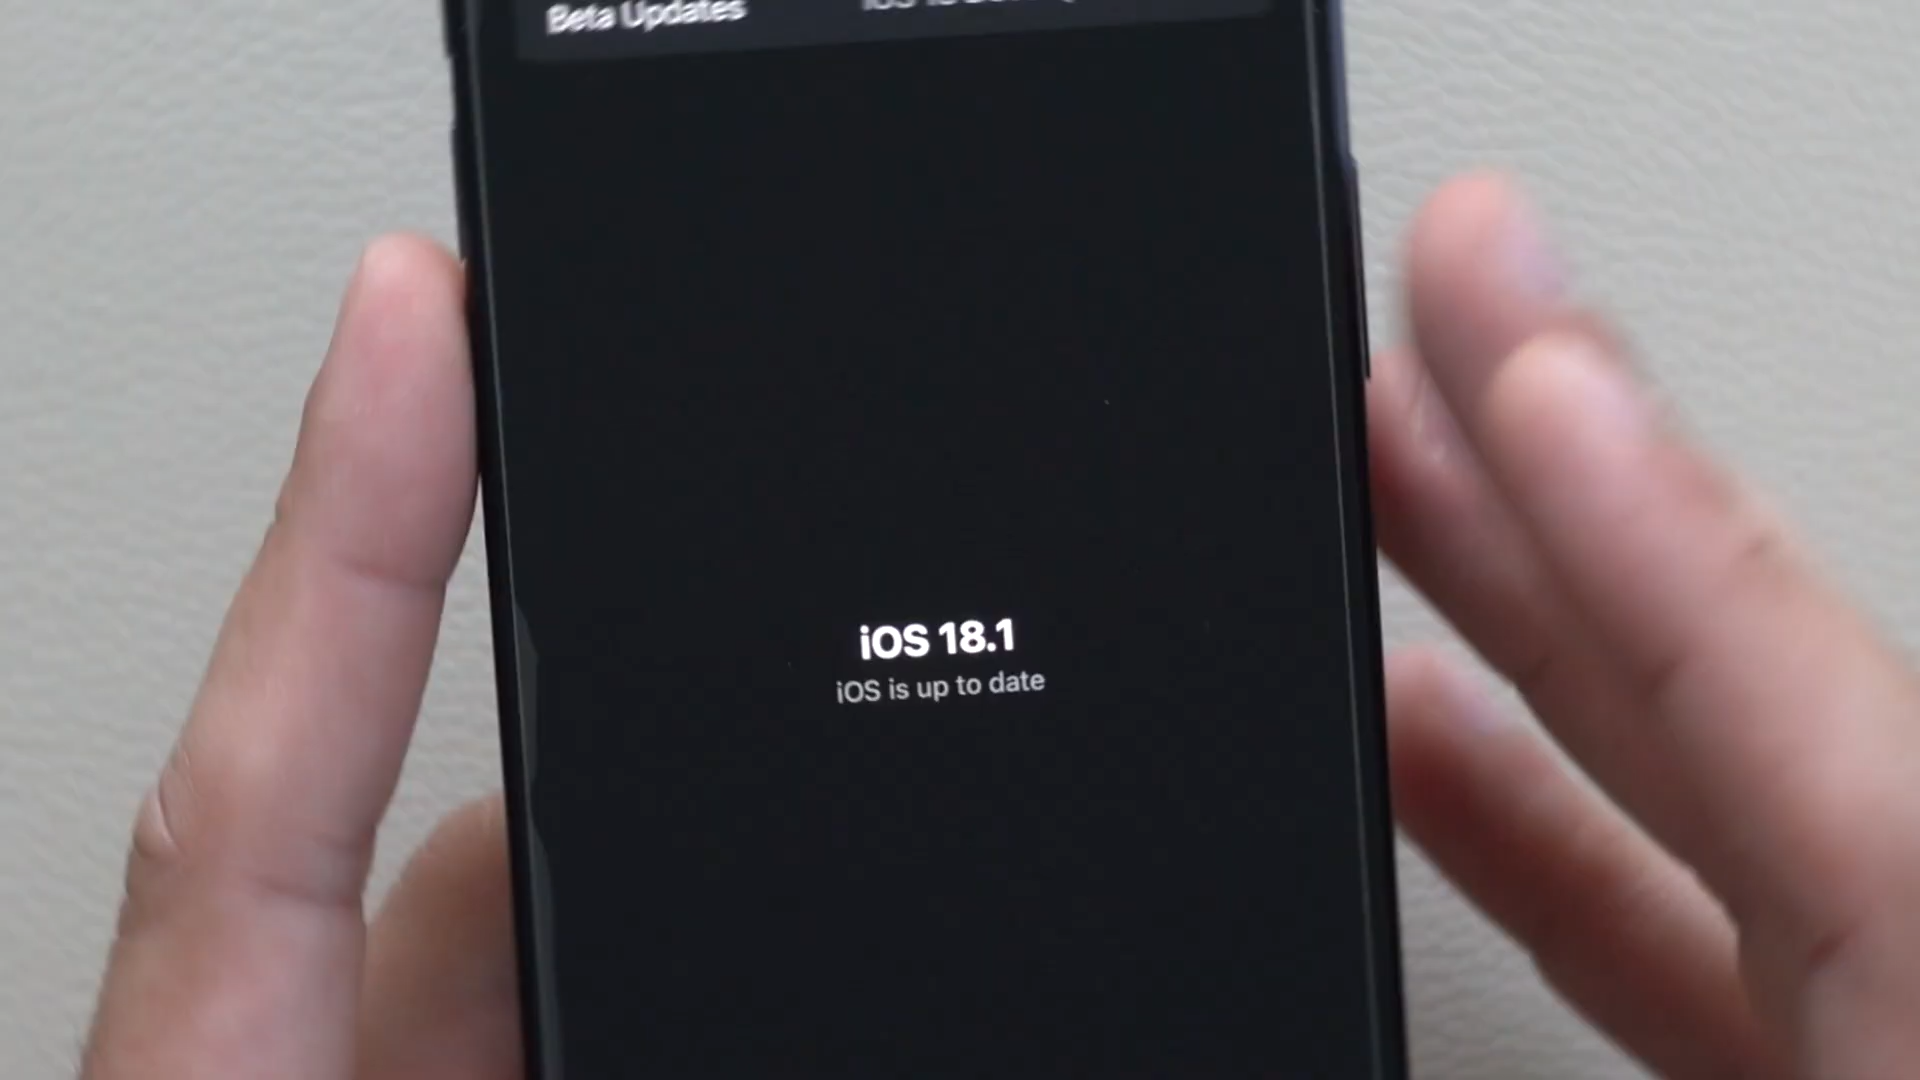 Beta Updates
iOS 18.1
iOS is up to date